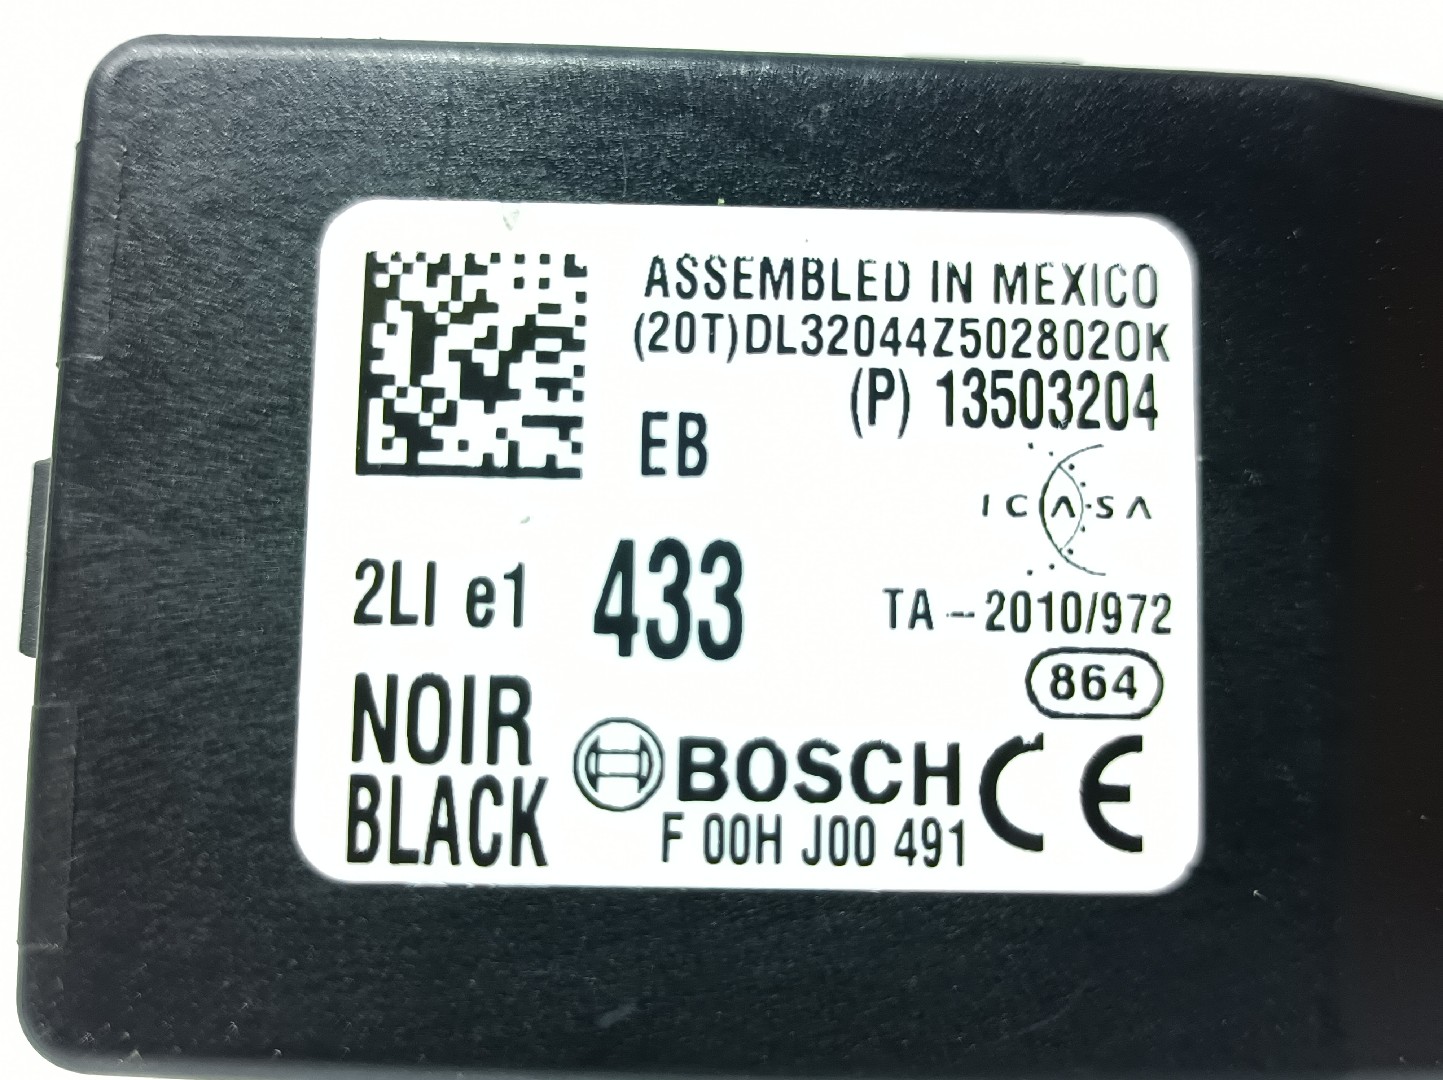 ASSEMBLED IN MEXICO
(20T)DL32044Z5028020K
(P) 13503204
EB
ICASA
2LI e1 433
TA-2010/972
864
NOIR
BLACK
BOSCH CE
F 00H J00 491